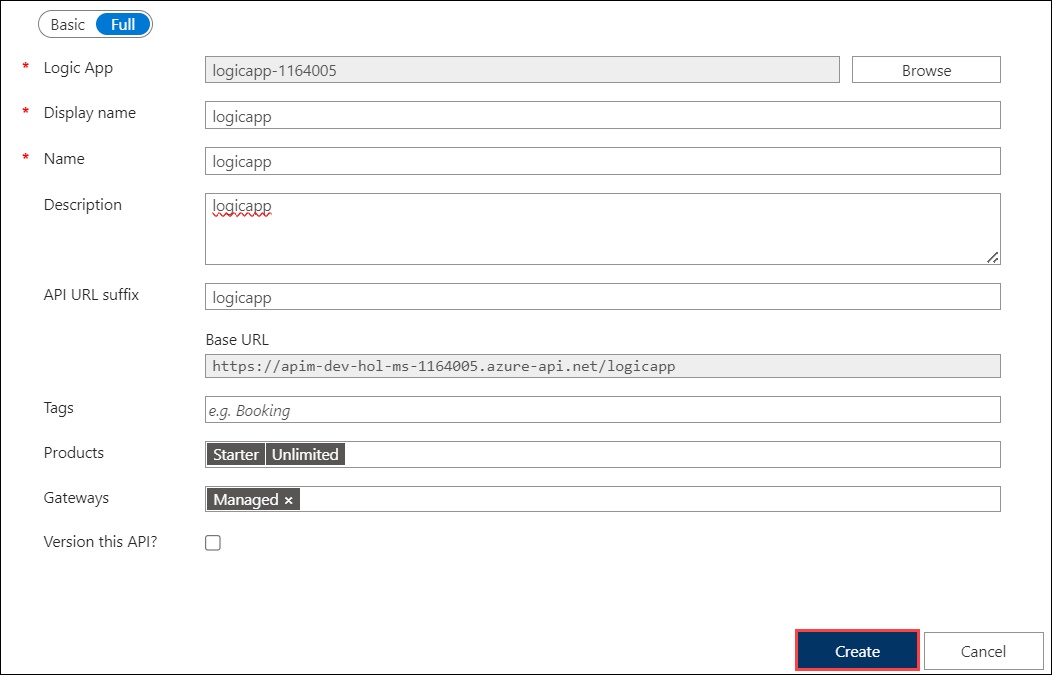 Basic Full
* Logic App logicapp-1164005 Browse
* Display name logicapp
* Name logicapp
Description logicapp
API URL suffix logicapp
Base URL
https://apim-dev-hol-ms-1164005.azure-api.net/logicapp
Tags e.g. Booking
Products Starter Unlimited
Gateways Managed ×
Version this API?
Create Cancel